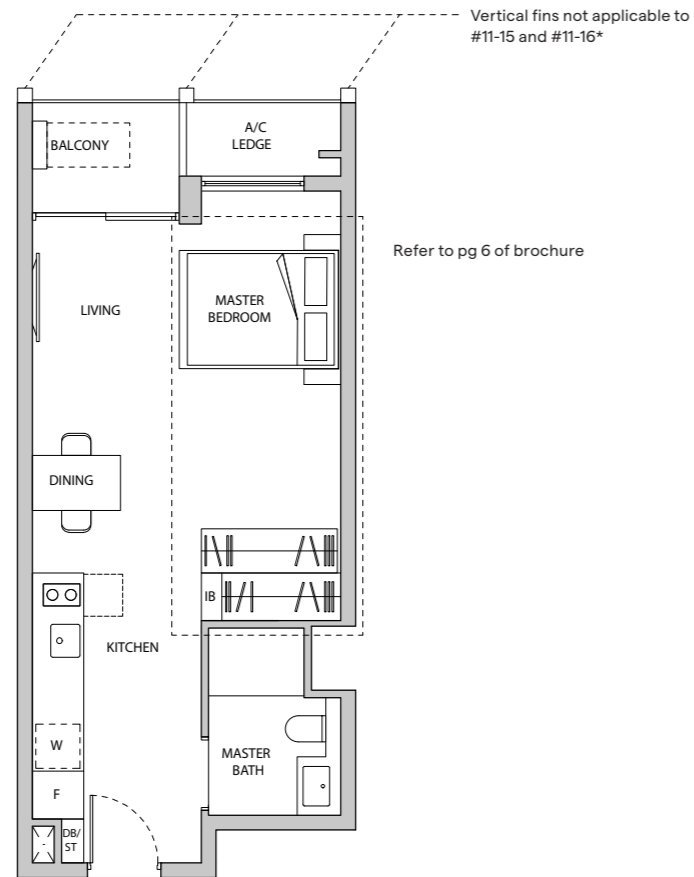 Vertical fins not applicable to
#11-15 and #11-16*
BALCONY
A/C
LEDGE
Refer to pg 6 of brochure
LIVING
MASTER
BEDROOM
DINING
IB
KITCHEN
W
MASTER
BATH
F
DB/
ST